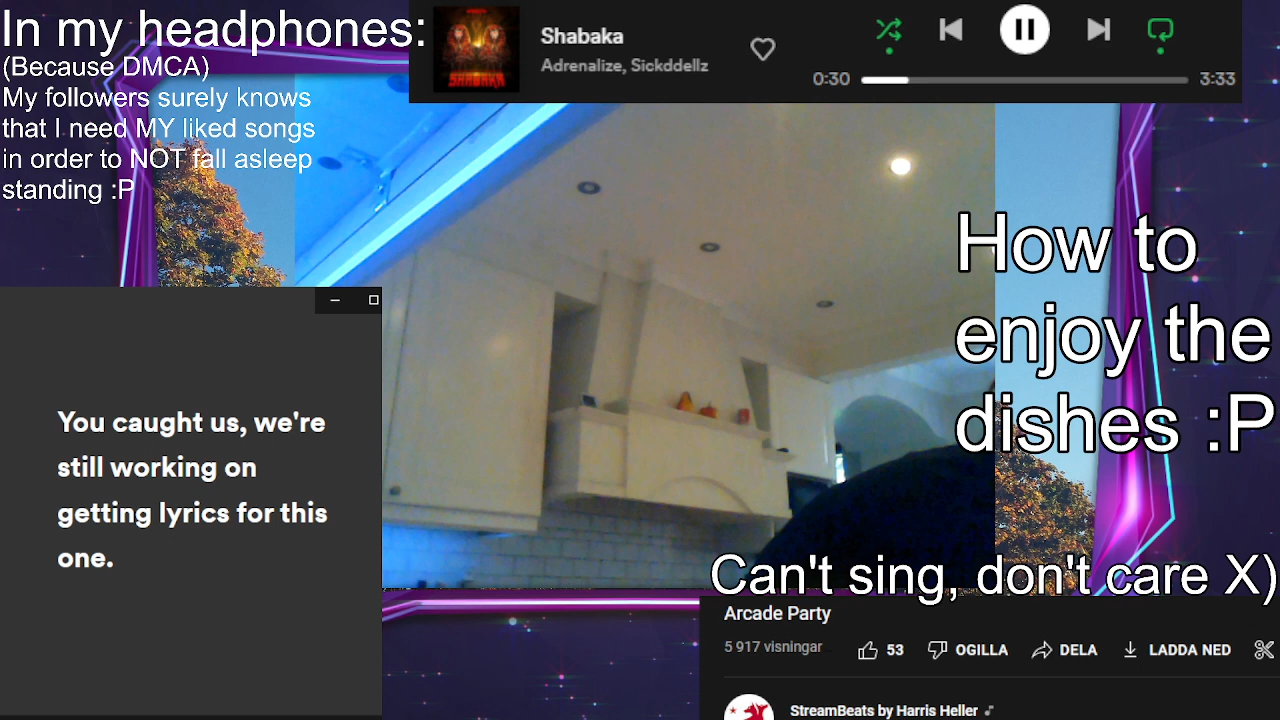 In my headphones:
(Because DMCA)
My followers surely knows
that I need MY liked songs
in order to NOT fall asleep
standing :P
Shabaka
Adrenalize, Sickddellz
0:30
3:33
SHABAKA
How to
enjoy the
dishes :P
You caught us, we're
still working on
getting lyrics for this
one.
Can't sing, don't care X)
Arcade Party
5 917 visningar
53
OGILLA
DELA
LADDA NED
StreamBeats by Harris Heller